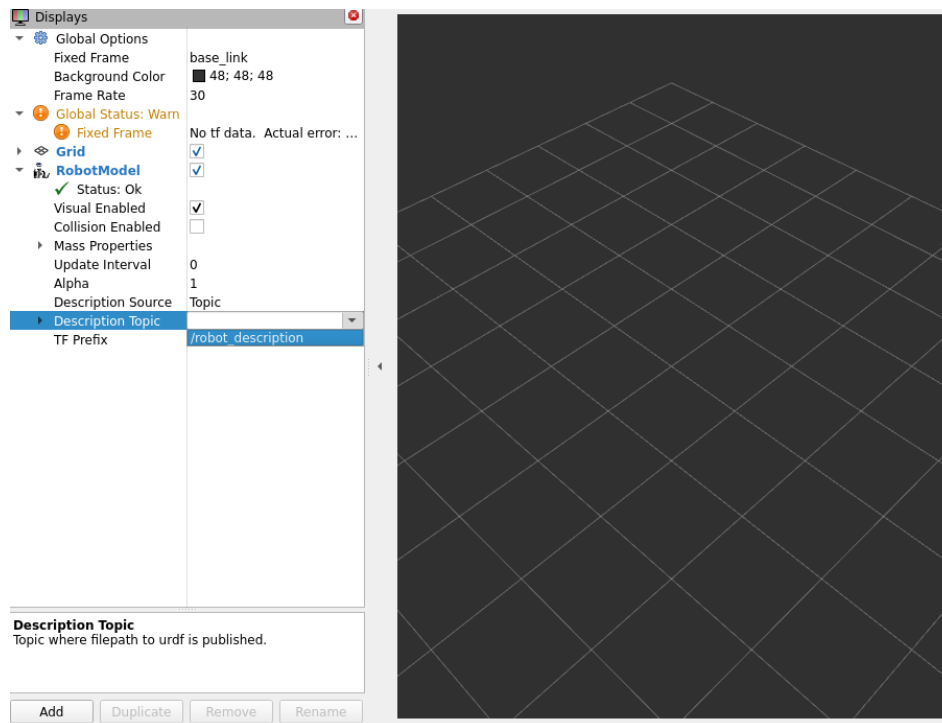 Displays
Global Options
Fixed Frame base_link
Background Color 48; 48; 48
Frame Rate 30
Global Status: Warn
Fixed Frame No tf data. Actual error: ...
Grid
RobotModel
Status: Ok
Visual Enabled
Collision Enabled
Mass Properties
Update Interval 0
Alpha 1
Description Source Topic
Description Topic
TF Prefix /robot_description
Description Topic
Topic where filepath to urdf is published.
Add Duplicate Remove Rename